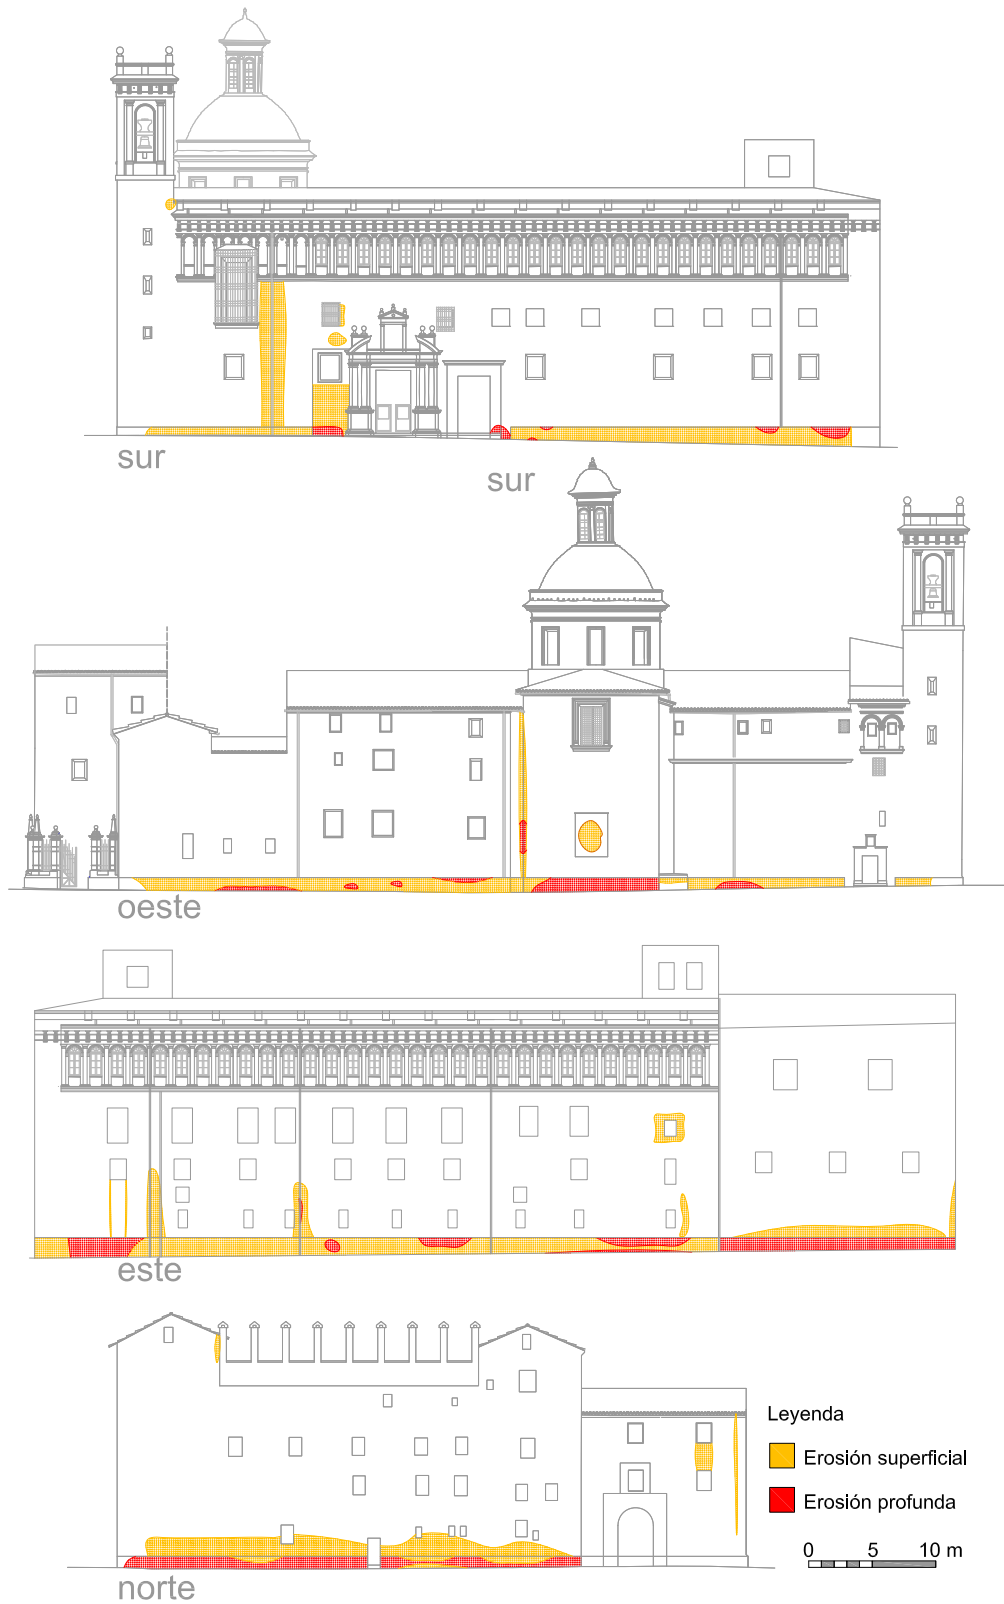 sur
sur
oeste
este
Leyenda
Erosión superficial
Erosión profunda
0 5 10 m
norte